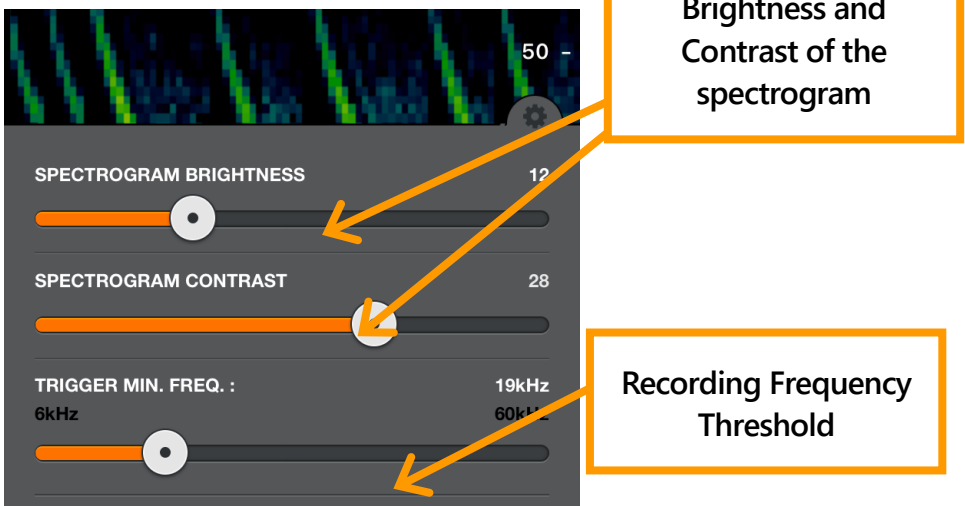 Brightness and
Contrast of the
spectrogram
50 -
SPECTROGRAM BRIGHTNESS 12
SPECTROGRAM CONTRAST 28
TRIGGER MIN. FREQ. : 19kHz
6kHz 60kHz
Recording Frequency
Threshold